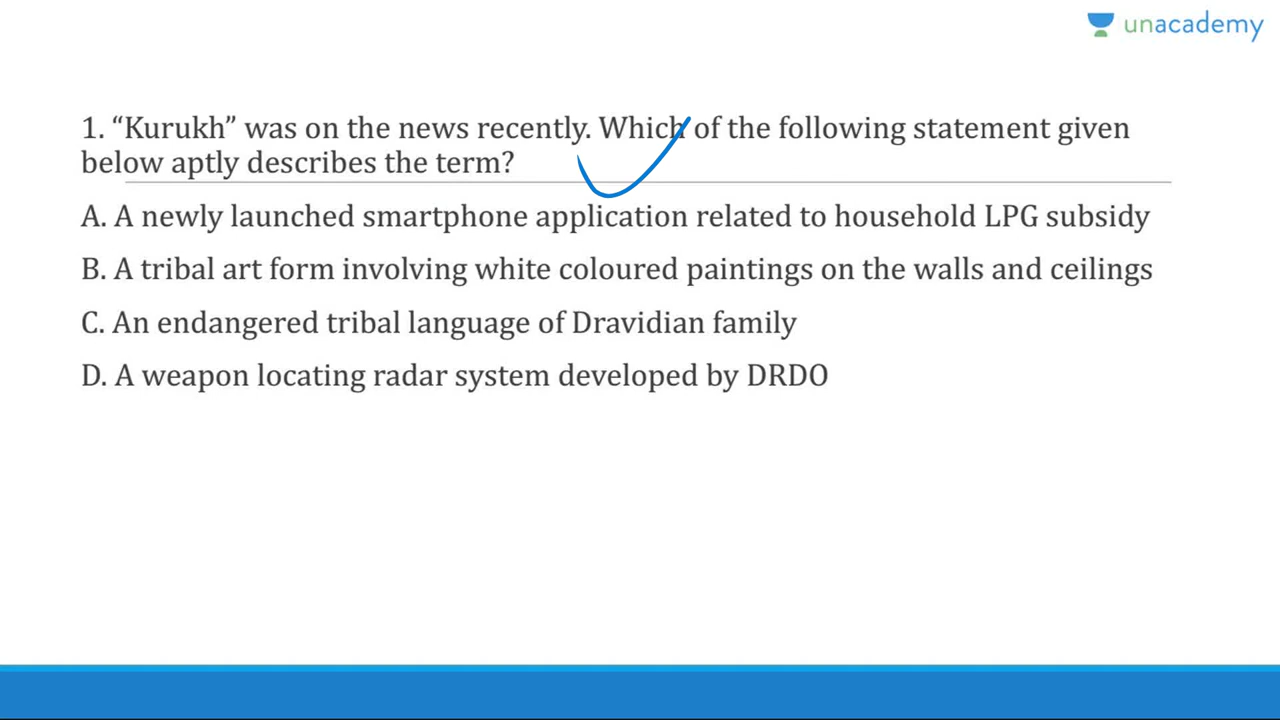 unacademy
1. “Kurukh” was on the news recently. Which of the following statement given
below aptly describes the term?
A. A newly launched smartphone application related to household LPG subsidy
B. A tribal art form involving white coloured paintings on the walls and ceilings
C. An endangered tribal language of Dravidian family
D. A weapon locating radar system developed by DRDO